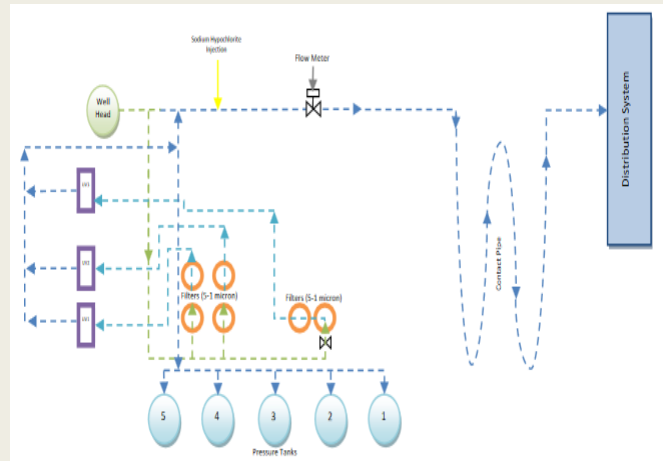 Sodium Hypochlorite
Injection
Flow Meter
Well
Head
Distribution System
Contact Pipe
Filters (5-1 micron)
Filters (5-1 micron)
5
4
3
2
1
Pressure Tanks